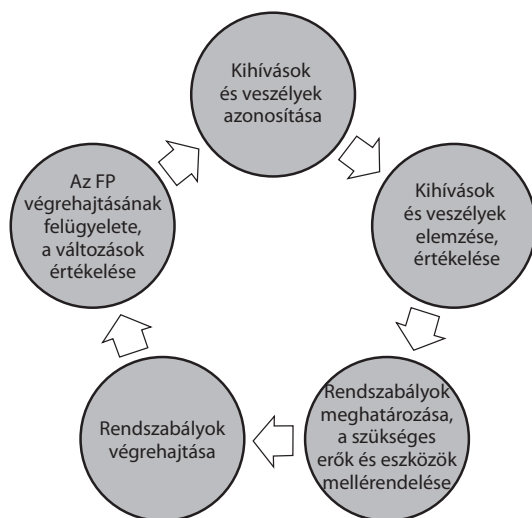 Kihívások
és veszélyek
azonosítása
Kihívások
és veszélyek
elemzése,
értékelése
Rendszabályok
meghatározása,
a szükséges
erők és eszközök
mellérendelése
Rendszabályok
végrehajtása
Az FP
végrehajtásának
felügyelete,
a változások
értékelése